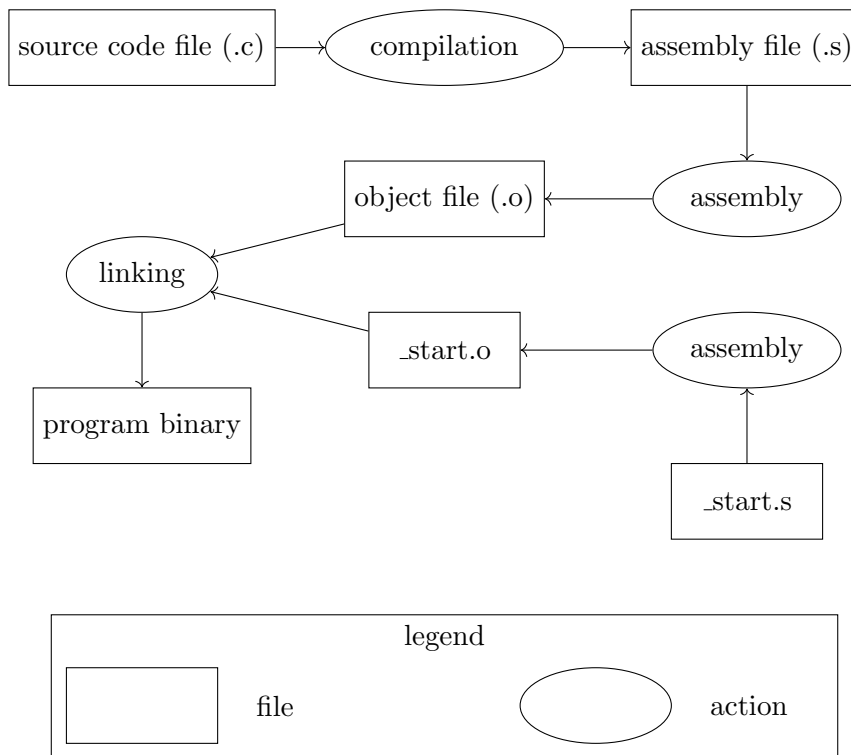 source code file (.c)
compilation
assembly file (.s)
object file (.o)
assembly
linking
_start.o
assembly
program binary
_start.s
legend
file
action